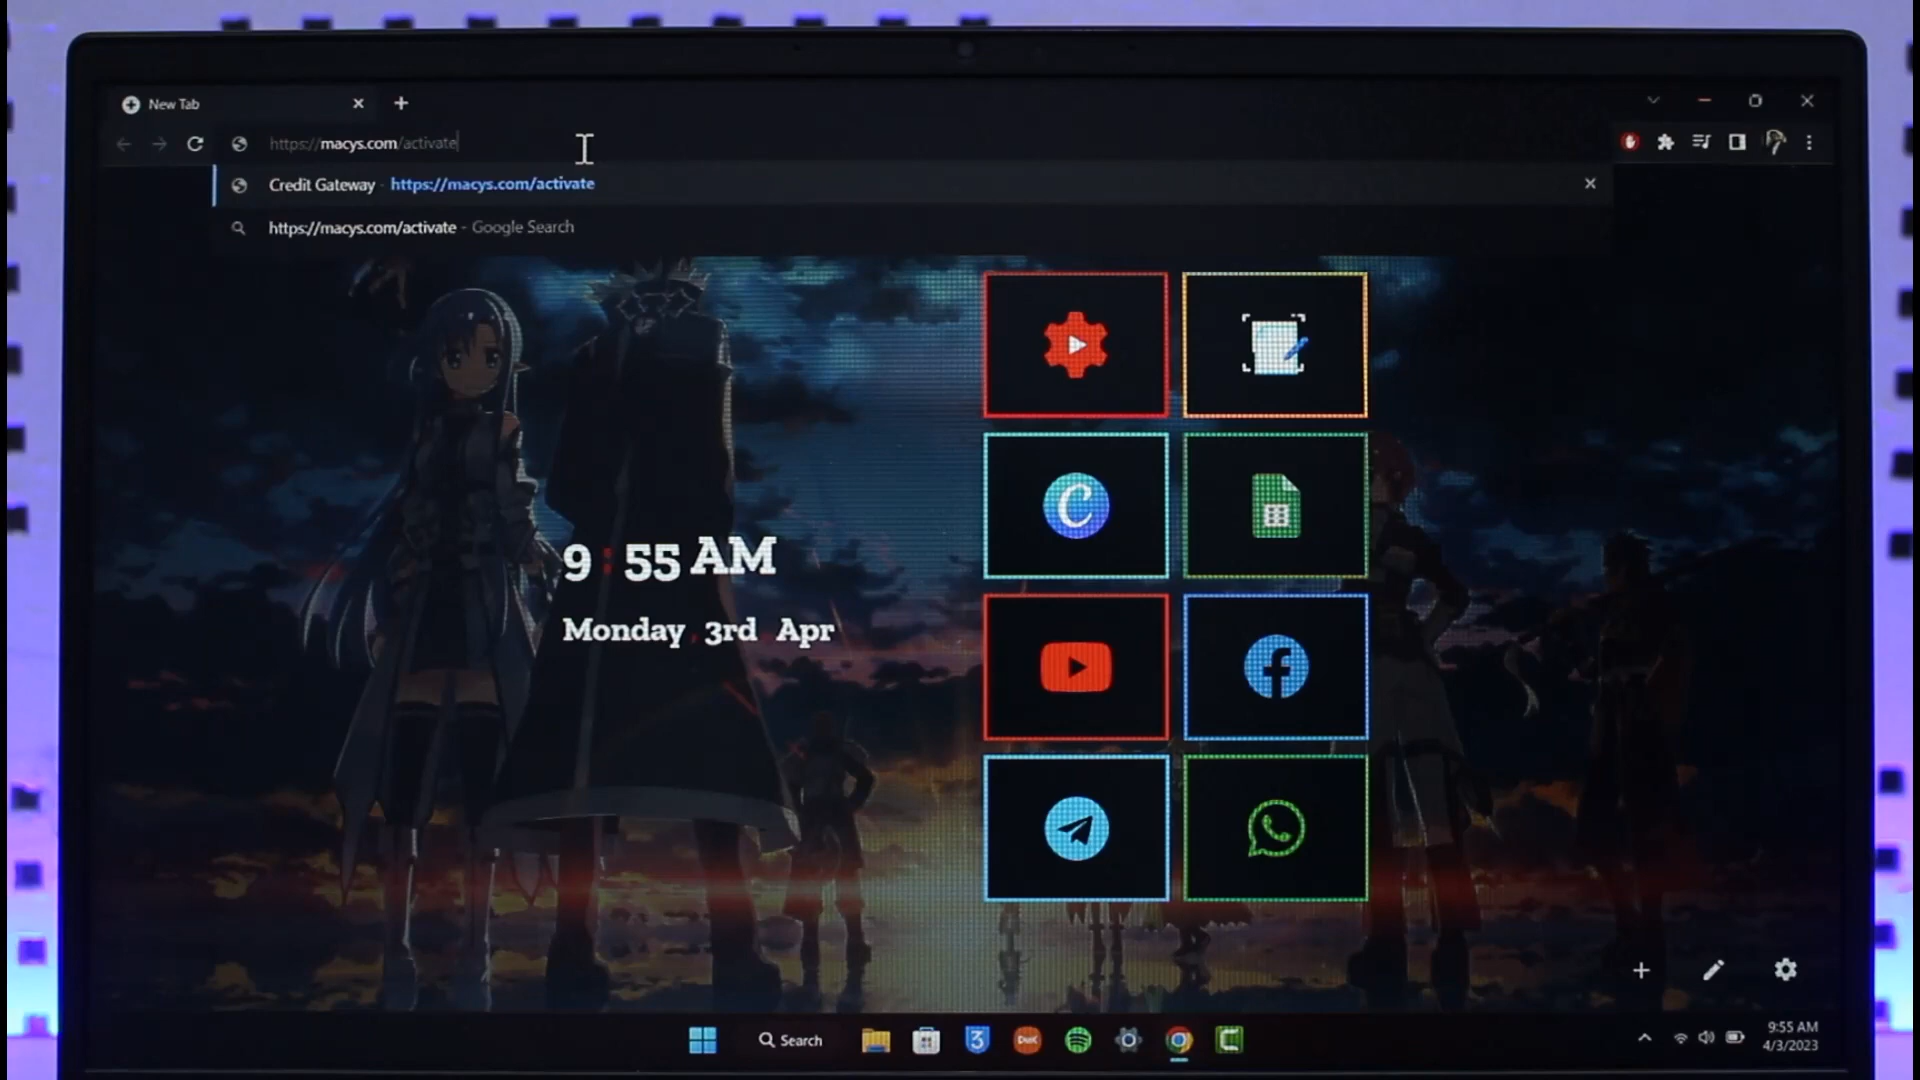 New Tab
https://macys.com/activate
Credit Gateway - https://macys.com/activate
https://macys.com/activate - Google Search
9:55 AM
Monday, 3rd Apr
Search
9:55 AM
4/3/2023